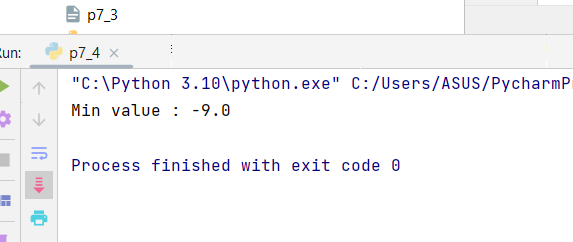 p7_3
Run: p7_4
"C:\Python 3.10\python.exe" C:/Users/ASUS/PycharmPr
Min value : -9.0
Process finished with exit code 0